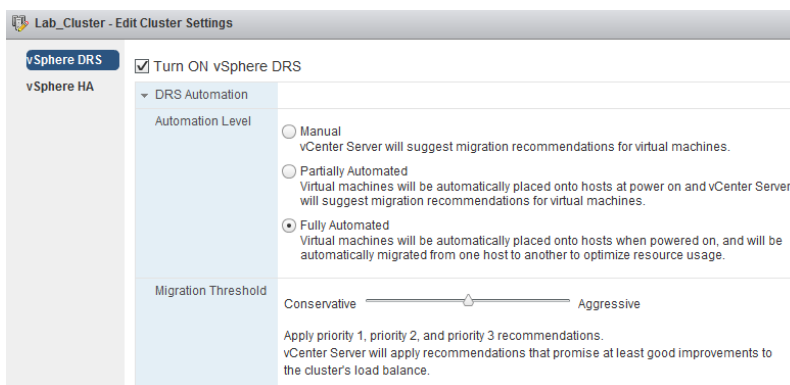 Lab_Cluster - Edit Cluster Settings
vSphere DRS
vSphere HA
Turn ON vSphere DRS
DRS Automation
Automation Level
Manual
vCenter Server will suggest migration recommendations for virtual machines.
Partially Automated
Virtual machines will be automatically placed onto hosts at power on and vCenter Server
will suggest migration recommendations for virtual machines.
Fully Automated
Virtual machines will be automatically placed onto hosts when powered on, and will be
automatically migrated from one host to another to optimize resource usage.
Migration Threshold
Conservative Aggressive
Apply priority 1, priority 2, and priority 3 recommendations.
vCenter Server will apply recommendations that promise at least good improvements to
the cluster's load balance.